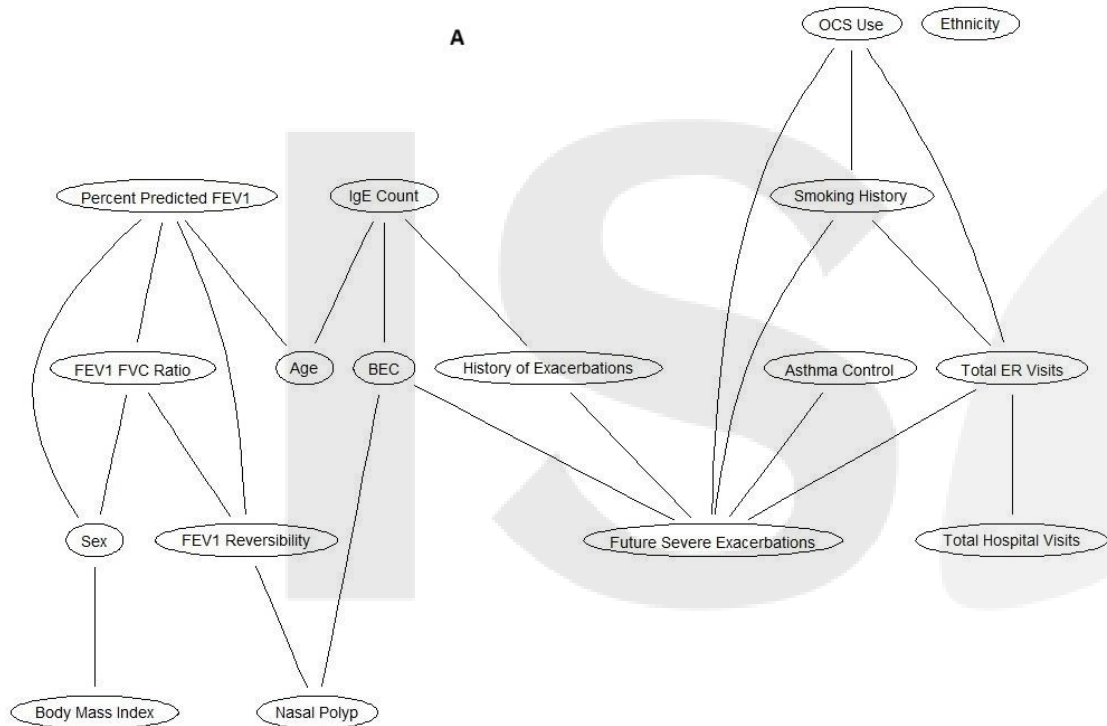 A
OCS Use
Ethnicity
Percent Predicted FEV1
IgE Count
Smoking History
FEV1 FVC Ratio
Age
BEC
History of Exacerbations
Asthma Control
Total ER Visits
Sex
FEV1 Reversibility
Future Severe Exacerbations
Total Hospital Visits
Body Mass Index
Nasal Polyp